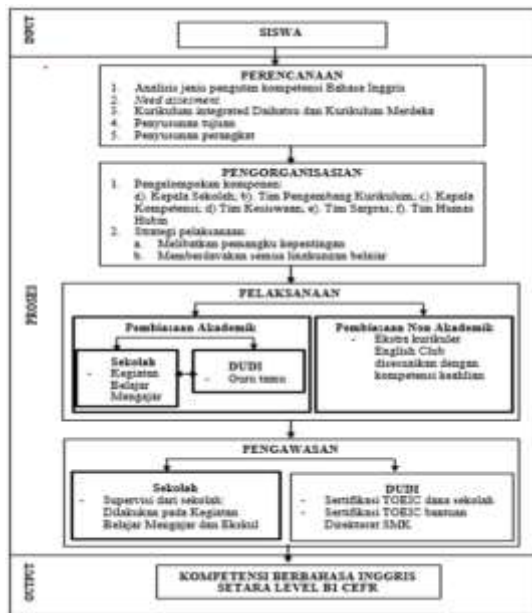 INPUT
SISWA
PROSES
PERENCANAAN
1. Analisis jenis pengutan kompetensi Bahasa Inggris
2. Need assesment
3. Kurikulum integrated Daihatsu dan Kurikulum Merdeka
4. Penyusunan tujuan
5. Penyusunan perangkat
PENGORGANISASIAN
1. Pengelompokan komponen:
a). Kepala Sekolah, b). Tim Pengembang Kurikulum, c). Kepala
Kompetensi, d) Tim Kesiswaan, e). Tim Sarpras, f). Tim Humas
Hubin
2. Strategi pelaksanaan
a. Melibatkan pemangku kepentingan
b. Memberdayakan semua lingkungan belajar
PELAKSANAAN
Pembiasaan Akademik
Sekolah
- Kegiatan
Belajar
Mengajar
DUDI
- Guru tamu
Pembiasaan Non Akademik
- Ekstra kurikuler
English Club
disesuaikan dengan
kompetensi keahlian
PENGAWASAN
Sekolah
- Supervisi dari sekolah:
Dilakukan pada Kegiatan
Belajar Mengajar dan Ekskul
DUDI
- Sertifikasi TOEIC dana sekolah
- Sertifikasi TOEIC bantuan
Direktorat SMK
OUTPUT
KOMPETENSI BERBAHASA INGGRIS
SETARA LEVEL B1 CEFR